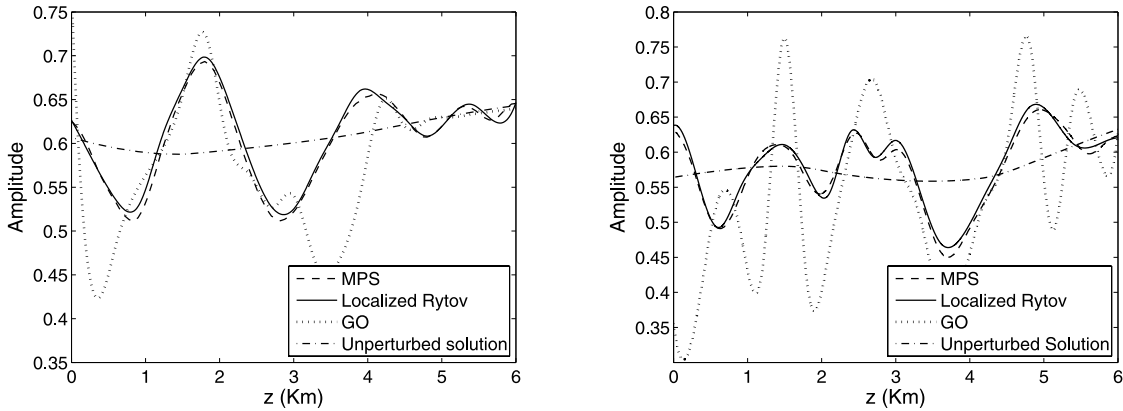 0.75
0.7
0.65
0.6
0.55
0.5
0.45
0.4
0.35
Amplitude
0 1 2 3 4 5 6
z (Km)
MPS
Localized Rytov
GO
Unperturbed solution
0.8
0.75
0.7
0.65
0.6
0.55
0.5
0.45
0.4
0.35
0.3
Amplitude
0 1 2 3 4 5 6
z (Km)
MPS
Localized Rytov
GO
Unperturbed Solution